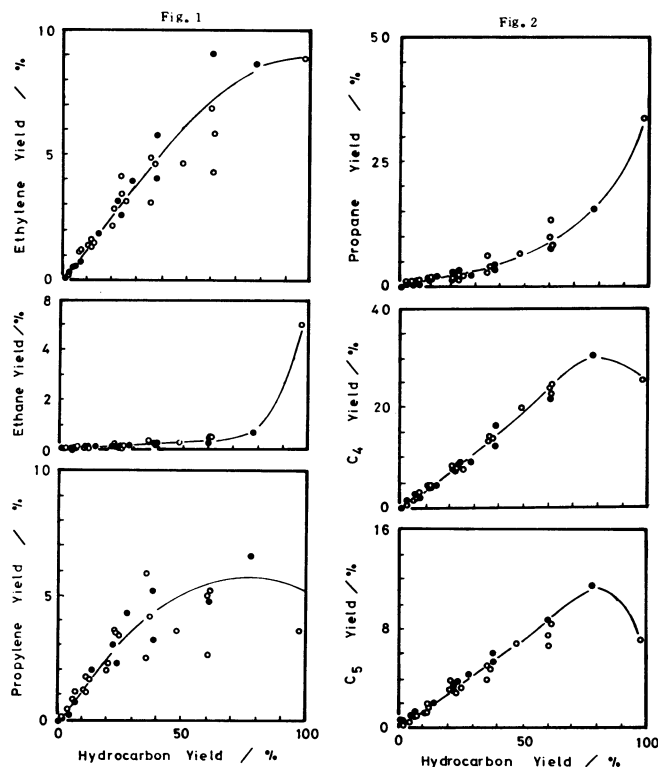 Fig. 1
10
5
0
Ethylene Yield / %
8
4
2
0
Ethane Yield / %
10
5
0
Propylene Yield / %
0
50
100
Hydrocarbon Yield / %
Fig. 2
50
25
0
Propane Yield / %
40
20
0
C4 Yield / %
16
8
0
C5 Yield / %
0
50
100
Hydrocarbon Yield / %